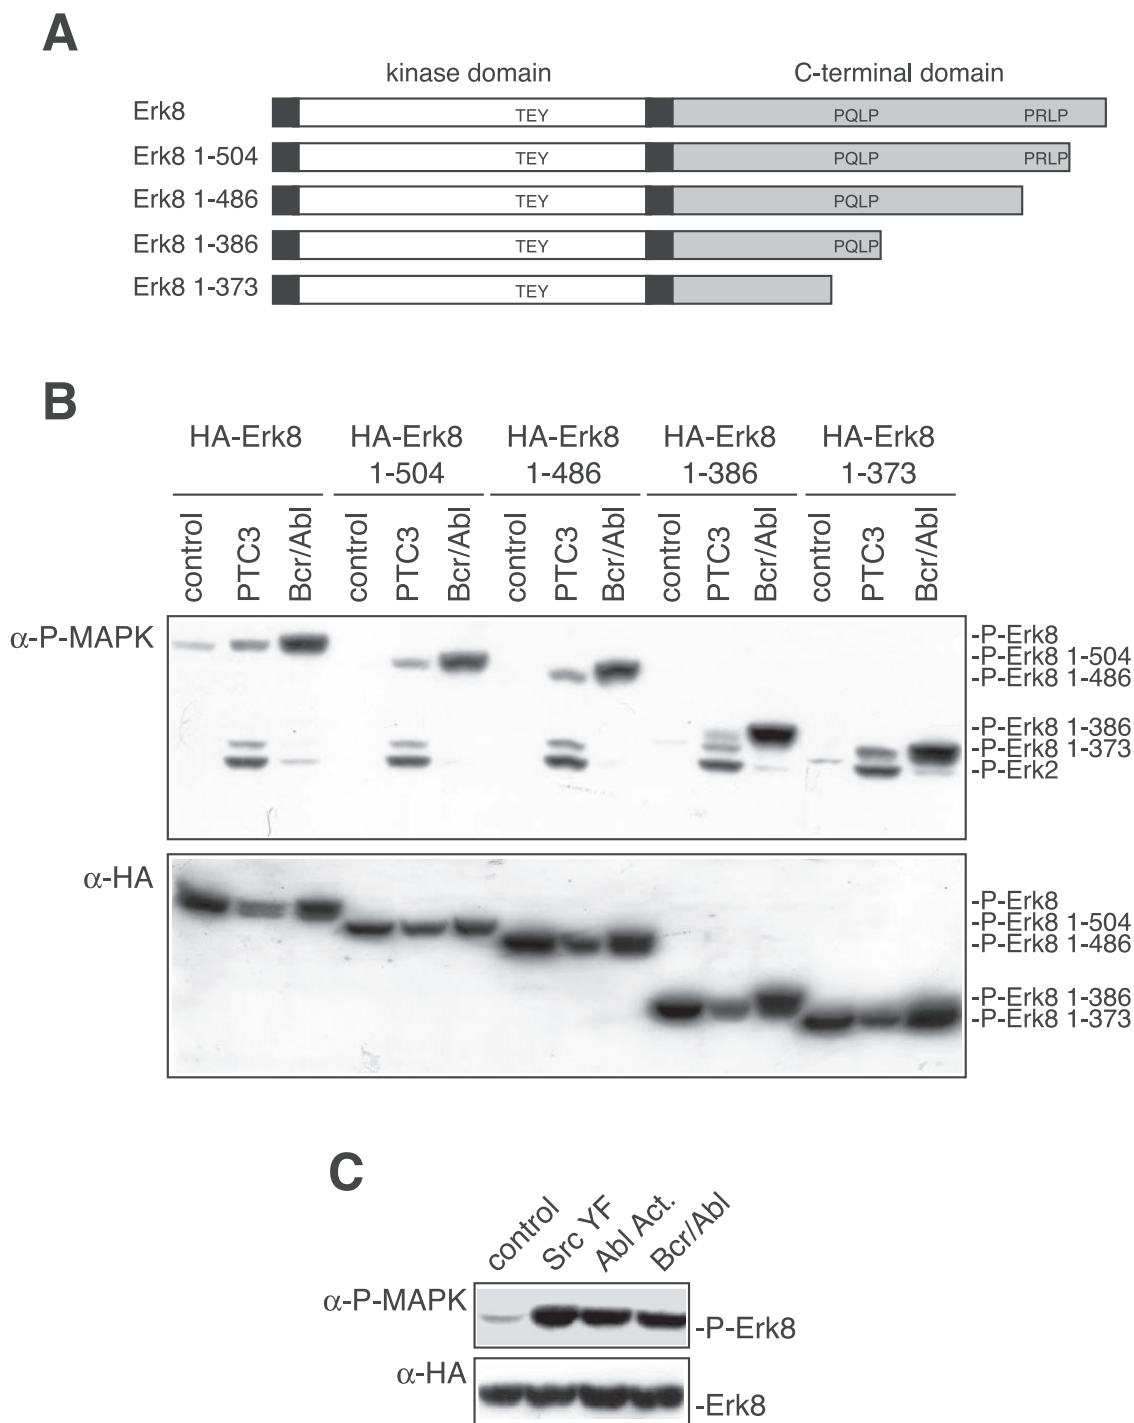 A
kinase domain C-terminal domain
Erk8 TEY PQLP PRLP
Erk8 1-504 TEY PQLP PRLP
Erk8 1-486 TEY PQLP
Erk8 1-386 TEY PQLP
Erk8 1-373 TEY
B
HA-Erk8 HA-Erk8 HA-Erk8 HA-Erk8 HA-Erk8
1-504 1-486 1-386 1-373
control PTC3 Bcr/Abl control PTC3 Bcr/Abl control PTC3 Bcr/Abl control PTC3 Bcr/Abl control PTC3 Bcr/Abl
α-P-MAPK
-P-Erk8
-P-Erk8 1-504
-P-Erk8 1-486
-P-Erk8 1-386
-P-Erk8 1-373
-P-Erk2
α-HA
-P-Erk8
-P-Erk8 1-504
-P-Erk8 1-486
-P-Erk8 1-386
-P-Erk8 1-373
C
control Src YF Abl Act. Bcr/Abl
α-P-MAPK -P-Erk8
α-HA -Erk8